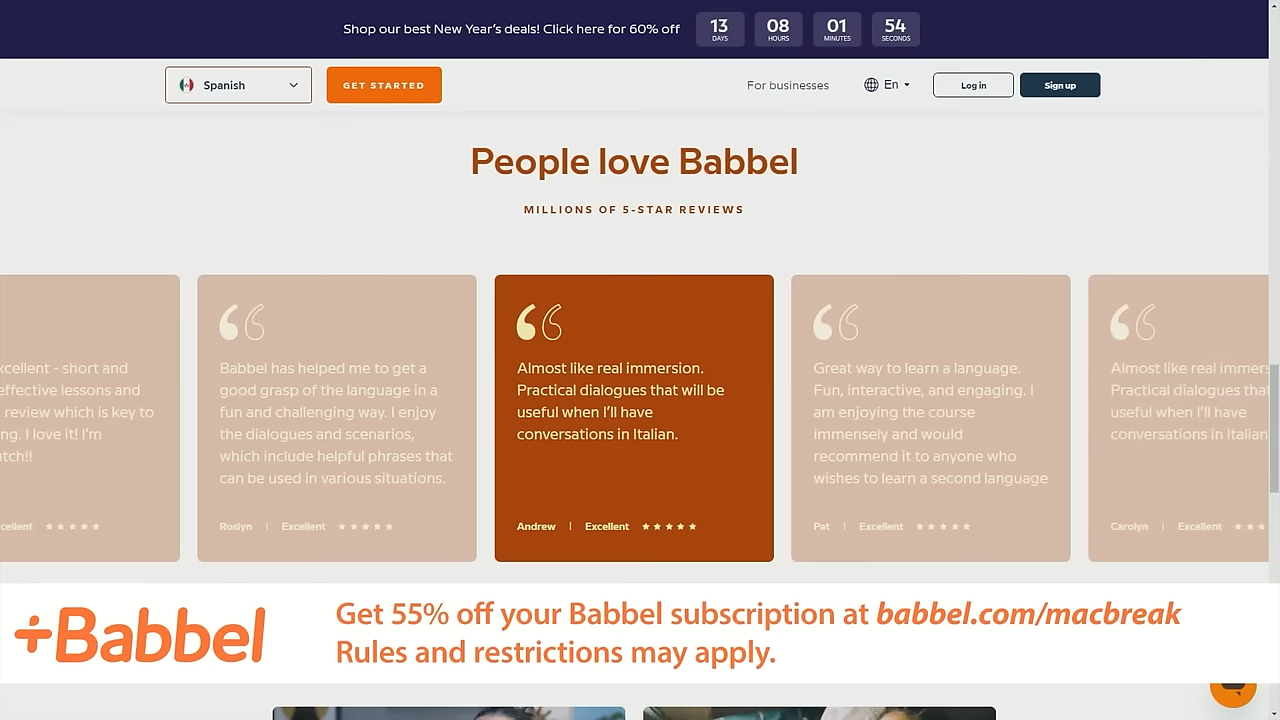 Shop our best New Year's deals! Click here for 60% off
13 08 01 54
DAYS HOURS MINUTES SECONDS
Spanish
GET STARTED
For businesses
En
Log in
Sign up
People love Babbel
MILLIONS OF 5-STAR REVIEWS
xcellent - short and
effective lessons and
review which is key to
ng. I love it! I'm
utch!!
cellent
Babbel has helped me to get a
good grasp of the language in a
fun and challenging way. I enjoy
the dialogues and scenarios,
which include helpful phrases that
can be used in various situations.
Roslyn | Excellent
Almost like real immersion.
Practical dialogues that will be
useful when I'll have
conversations in Italian.
Andrew | Excellent
Great way to learn a language.
Fun, interactive, and engaging. I
am enjoying the course
immensely and would
recommend it to anyone who
wishes to learn a second language
Pat | Excellent
Almost like real immers
Practical dialogues that
useful when I'll have
conversations in Italian
Carolyn | Excellent
+Babbel
Get 55% off your Babbel subscription at babbel.com/macbreak
Rules and restrictions may apply.